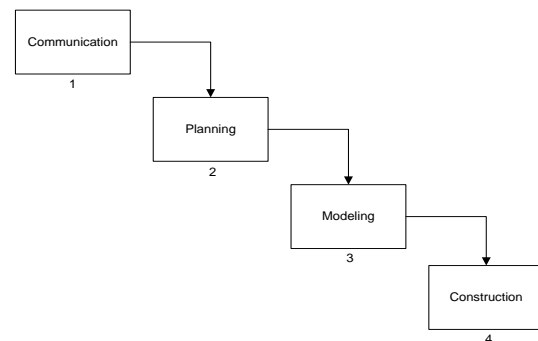 Communication
1
Planning
2
Modeling
3
Construction
4